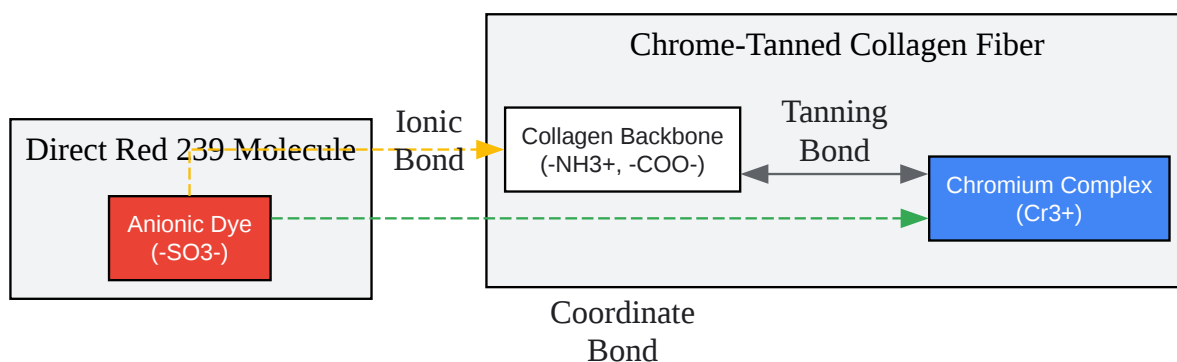 Chrome-Tanned Collagen Fiber
Direct Red 239 Molecule
Ionic
Bond
Collagen Backbone
(-NH3+, -COO-)
Tanning
Bond
Chromium Complex
(Cr3+)
Anionic Dye
(-SO3-)
Coordinate
Bond